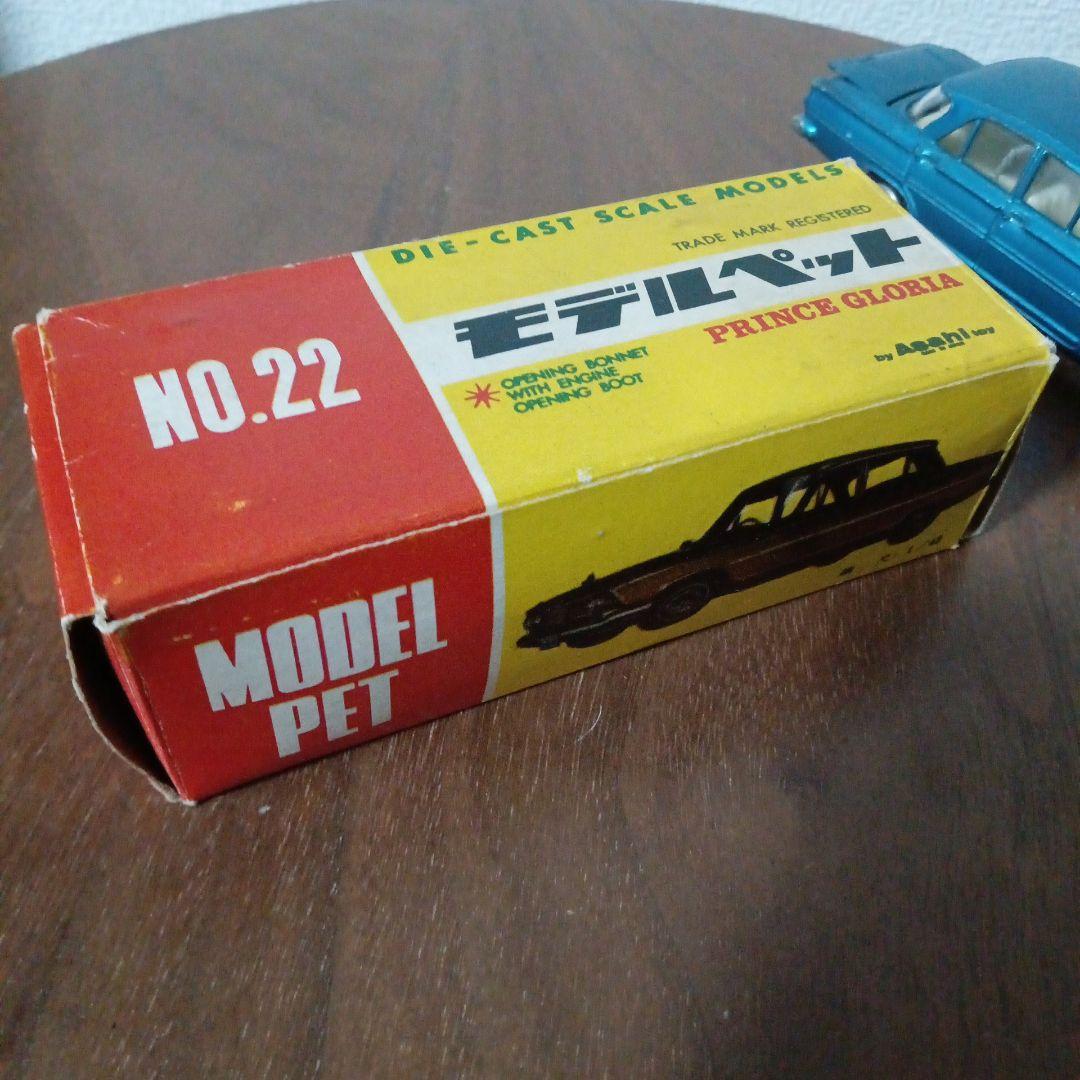 DIE-CAST SCALE MODELS
TRADE MARK REGISTERED
モデルペット
PRINCE GLORIA
OPENING BONNET
WITH ENGINE
OPENING BOOT
by Asahi toy
NO.22
MODEL
PET